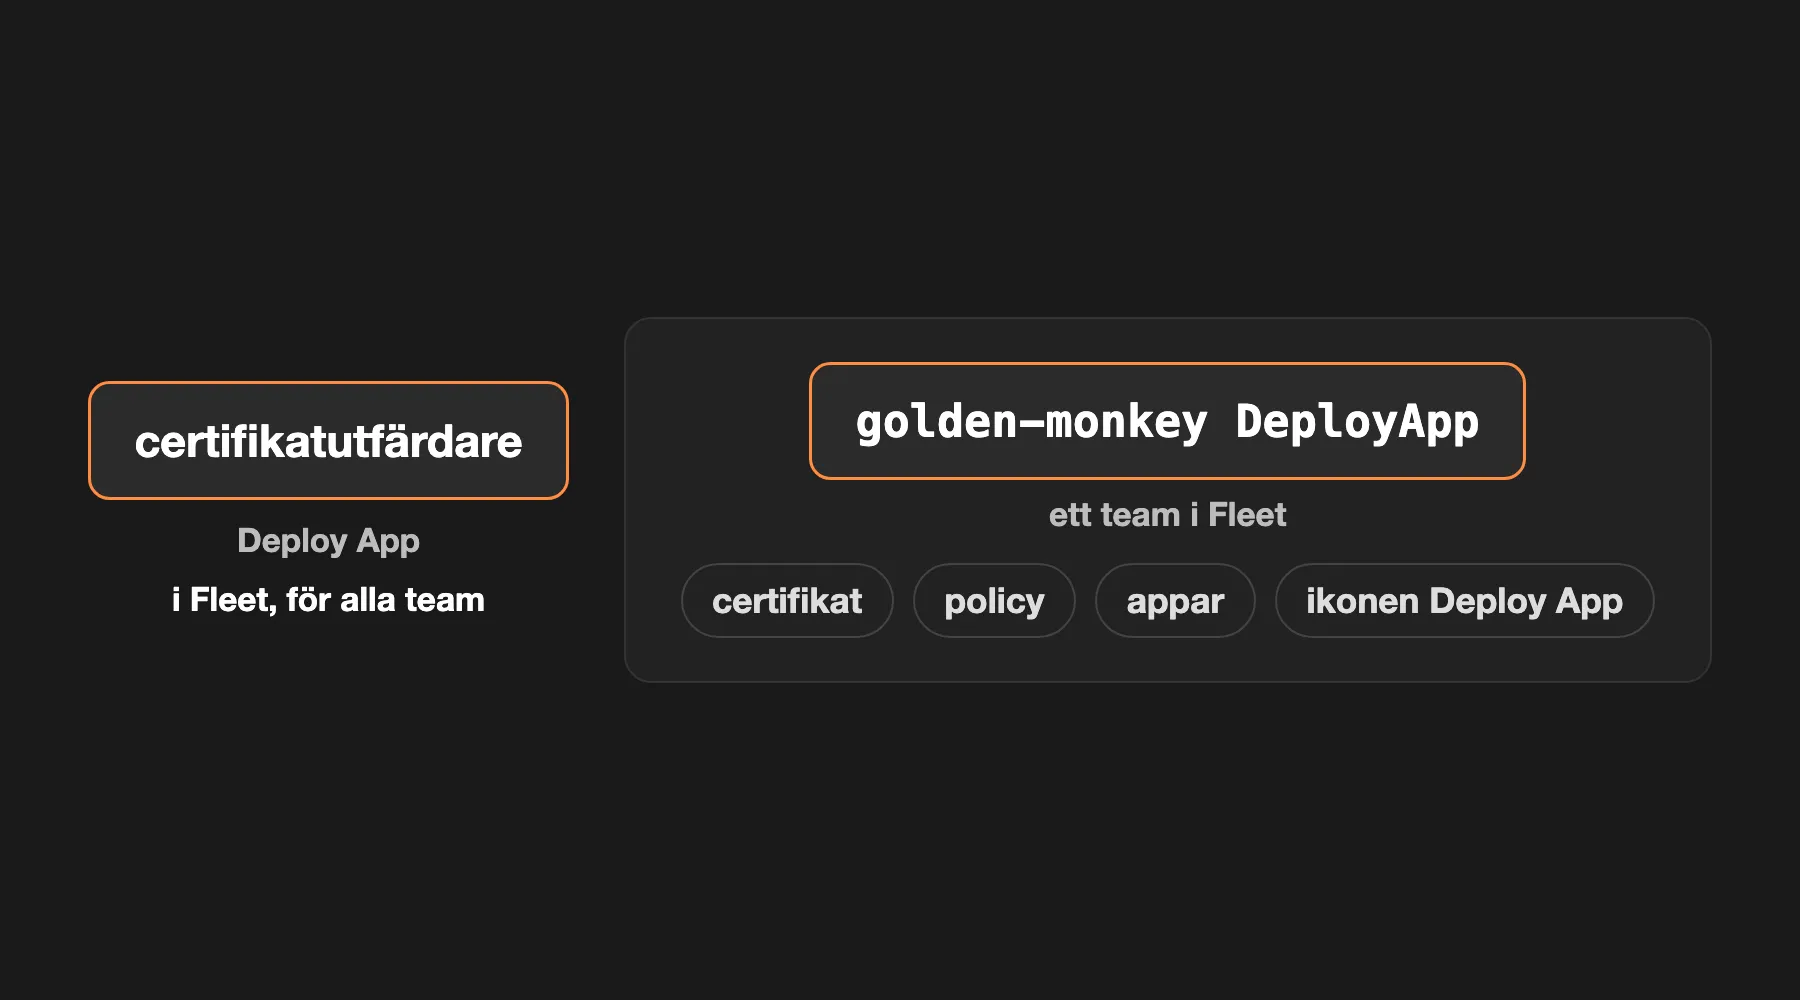 certifikatutfärdare
Deploy App
i Fleet, för alla team
golden-monkey DeployApp
ett team i Fleet
certifikat
policy
appar
ikonen Deploy App